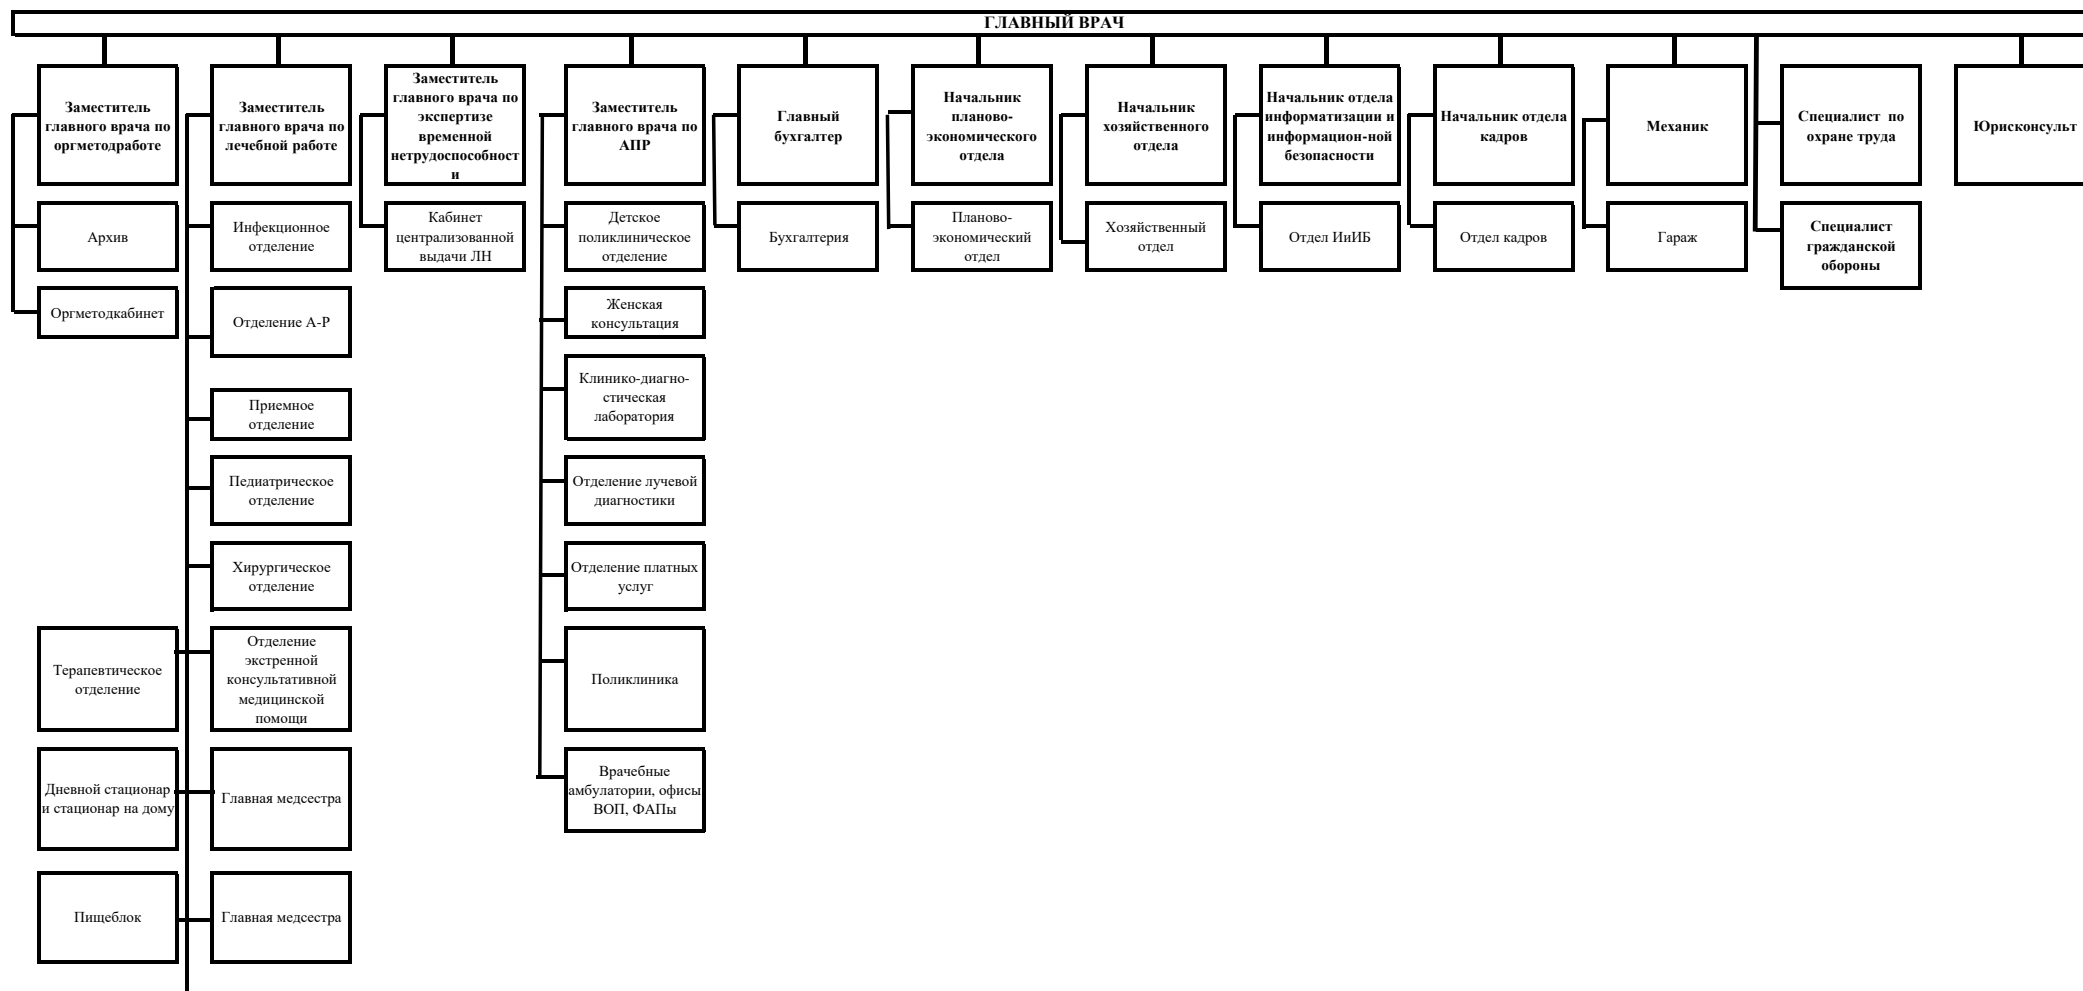 ГЛАВНЫЙ ВРАЧ
Заместитель
главного врача по
оргметодработе
Заместитель
главного врача по
лечебной работе
Заместитель
главного врача по
экспертизе
временной
нетрудоспособност
и
Заместитель
главного врача по
АПР
Главный
бухгалтер
Начальник
планово-
экономического
отдела
Начальник
хозяйственного
отдела
Начальник отдела
информатизации и
информацион-ной
безопасности
Начальник отдела
кадров
Механик
Специалист по
охране труда
Юрисконсульт
Архив
Инфекционное
отделение
Кабинет
централизованной
выдачи ЛН
Детское
поликлиническое
отделение
Бухгалтерия
Планово-
экономический
отдел
Хозяйственный
отдел
Отдел ИиИБ
Отдел кадров
Гараж
Специалист
гражданской
обороны
Оргметодкабинет
Отделение А-Р
Женская
консультация
Приемное
отделение
Клинико-диагно-
стическая
лаборатория
Педиатрическое
отделение
Отделение лучевой
диагностики
Хирургическое
отделение
Отделение платных
услуг
Терапевтическое
отделение
Отделение
экстренной
консультативной
медицинской
помощи
Поликлиника
Дневной стационар
и стационар на дому
Главная медсестра
Врачебные
амбулатории, офисы
ВОП, ФАПы
Пищеблок
Главная медсестра